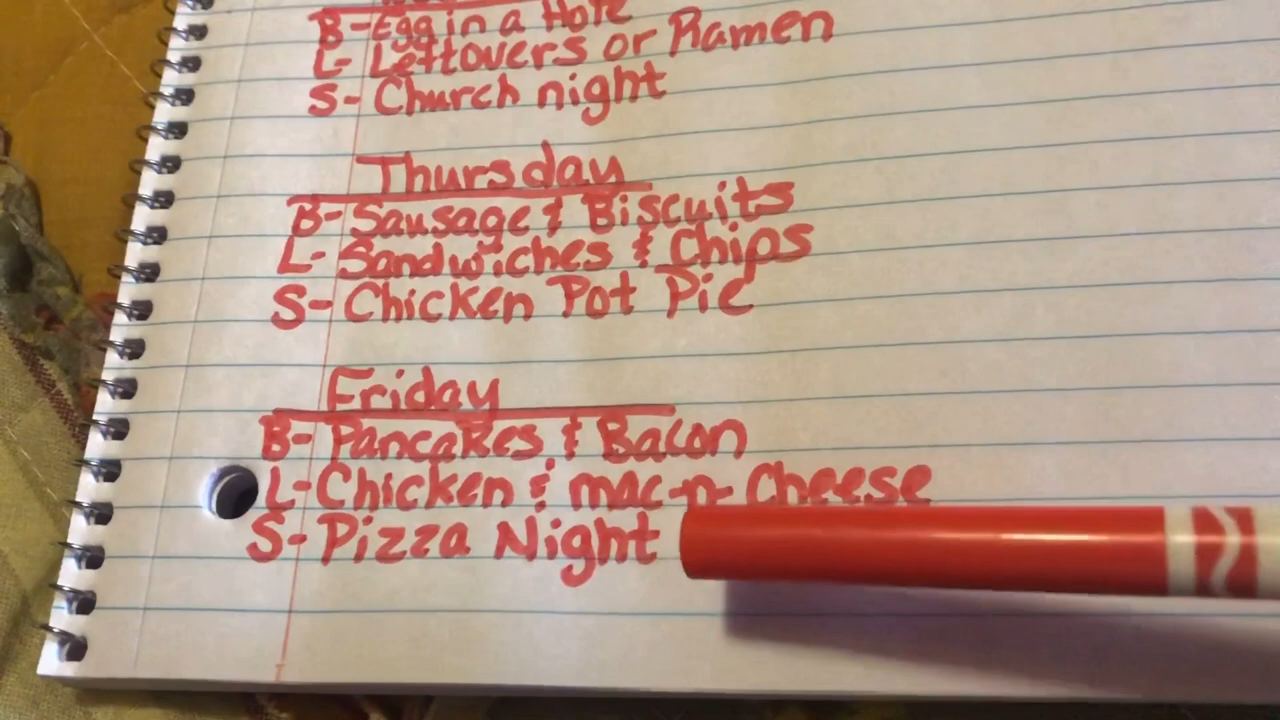 B-Egg in a Hole
L- Leftovers or Ramen
S- Church night
Thursday
B- Sausage & Biscuits
L- Sandwiches & Chips
S- Chicken Pot Pie
Friday
B- Pancakes & Bacon
L- Chicken & mac-n-Cheese
S- Pizza Night